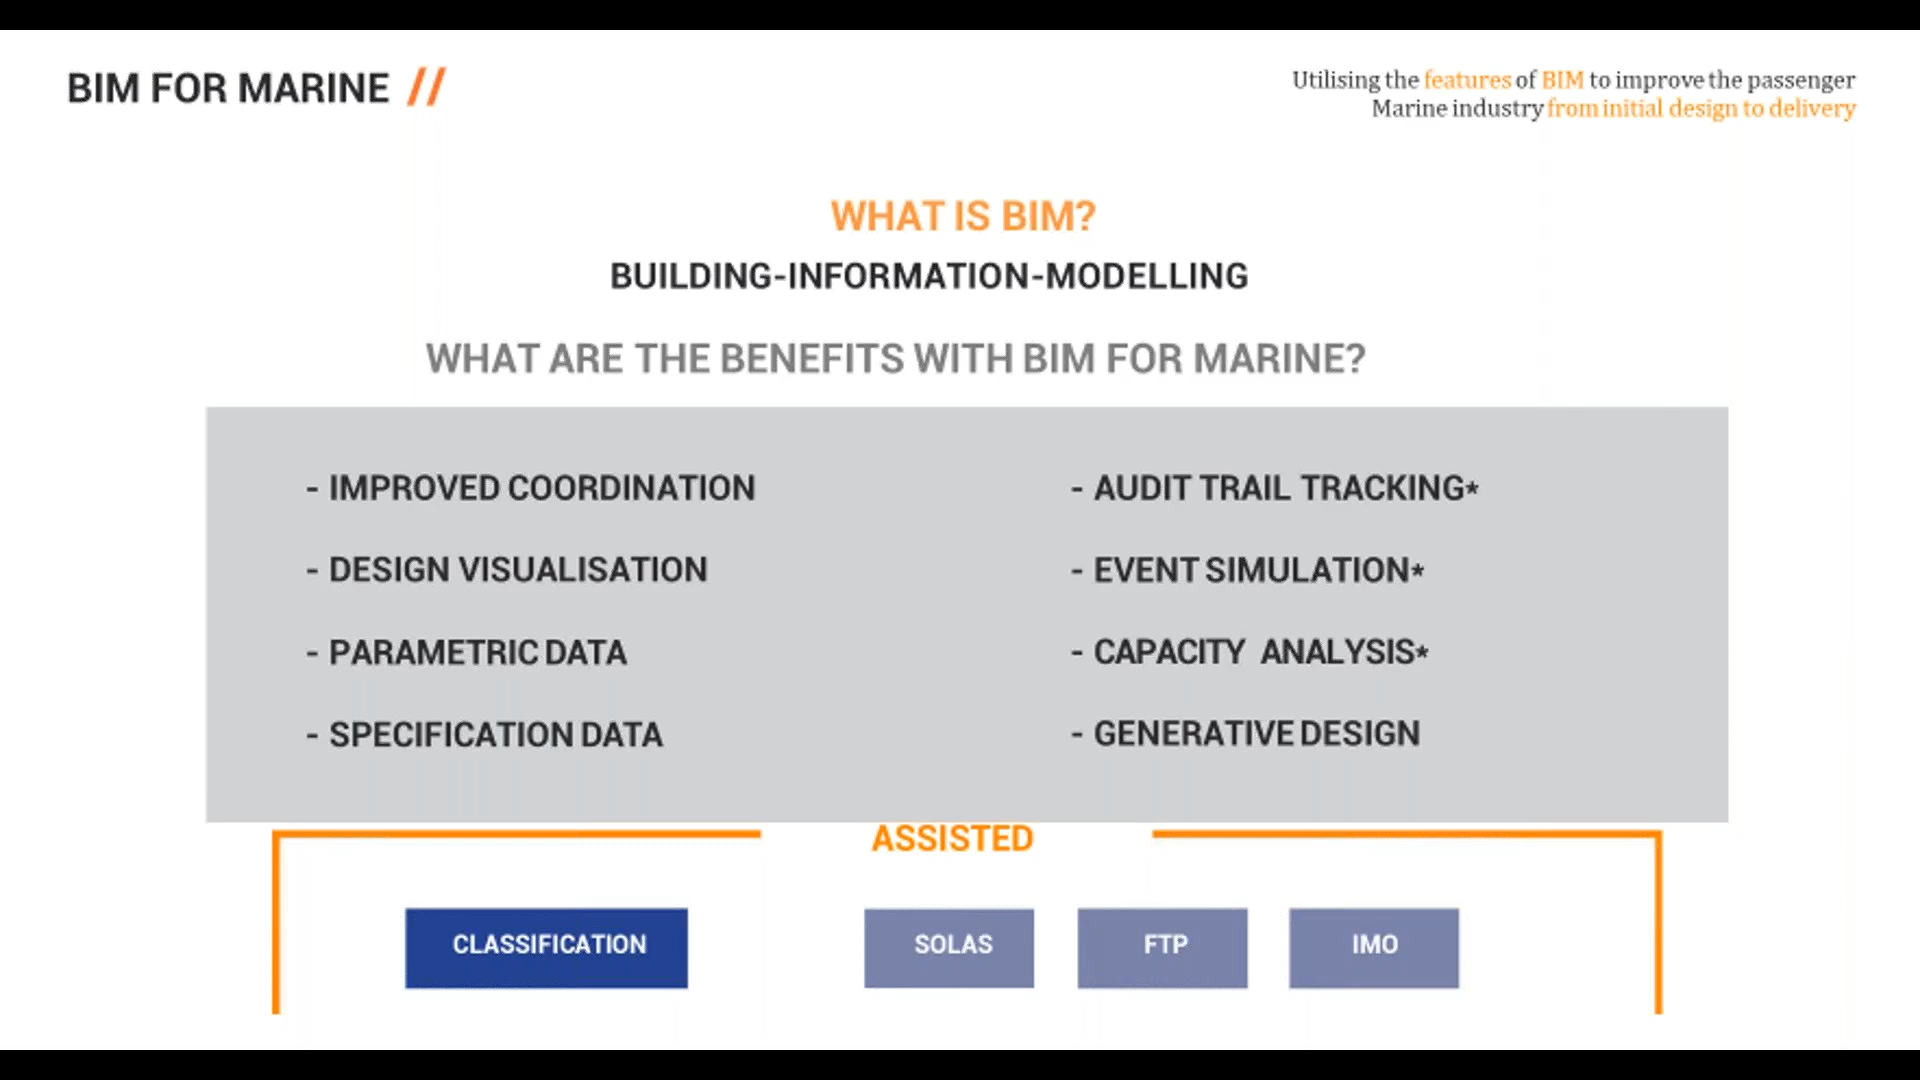 BIM FOR MARINE //
Utilising the features of BIM to improve the passenger
Marine industry from initial design to delivery
WHAT IS BIM?
BUILDING-INFORMATION-MODELLING
WHAT ARE THE BENEFITS WITH BIM FOR MARINE?
- IMPROVED COORDINATION
- DESIGN VISUALISATION
- PARAMETRIC DATA
- SPECIFICATION DATA
- AUDIT TRAIL TRACKING*
- EVENT SIMULATION*
- CAPACITY ANALYSIS*
- GENERATIVE DESIGN
ASSISTED
CLASSIFICATION
SOLAS
FTP
IMO